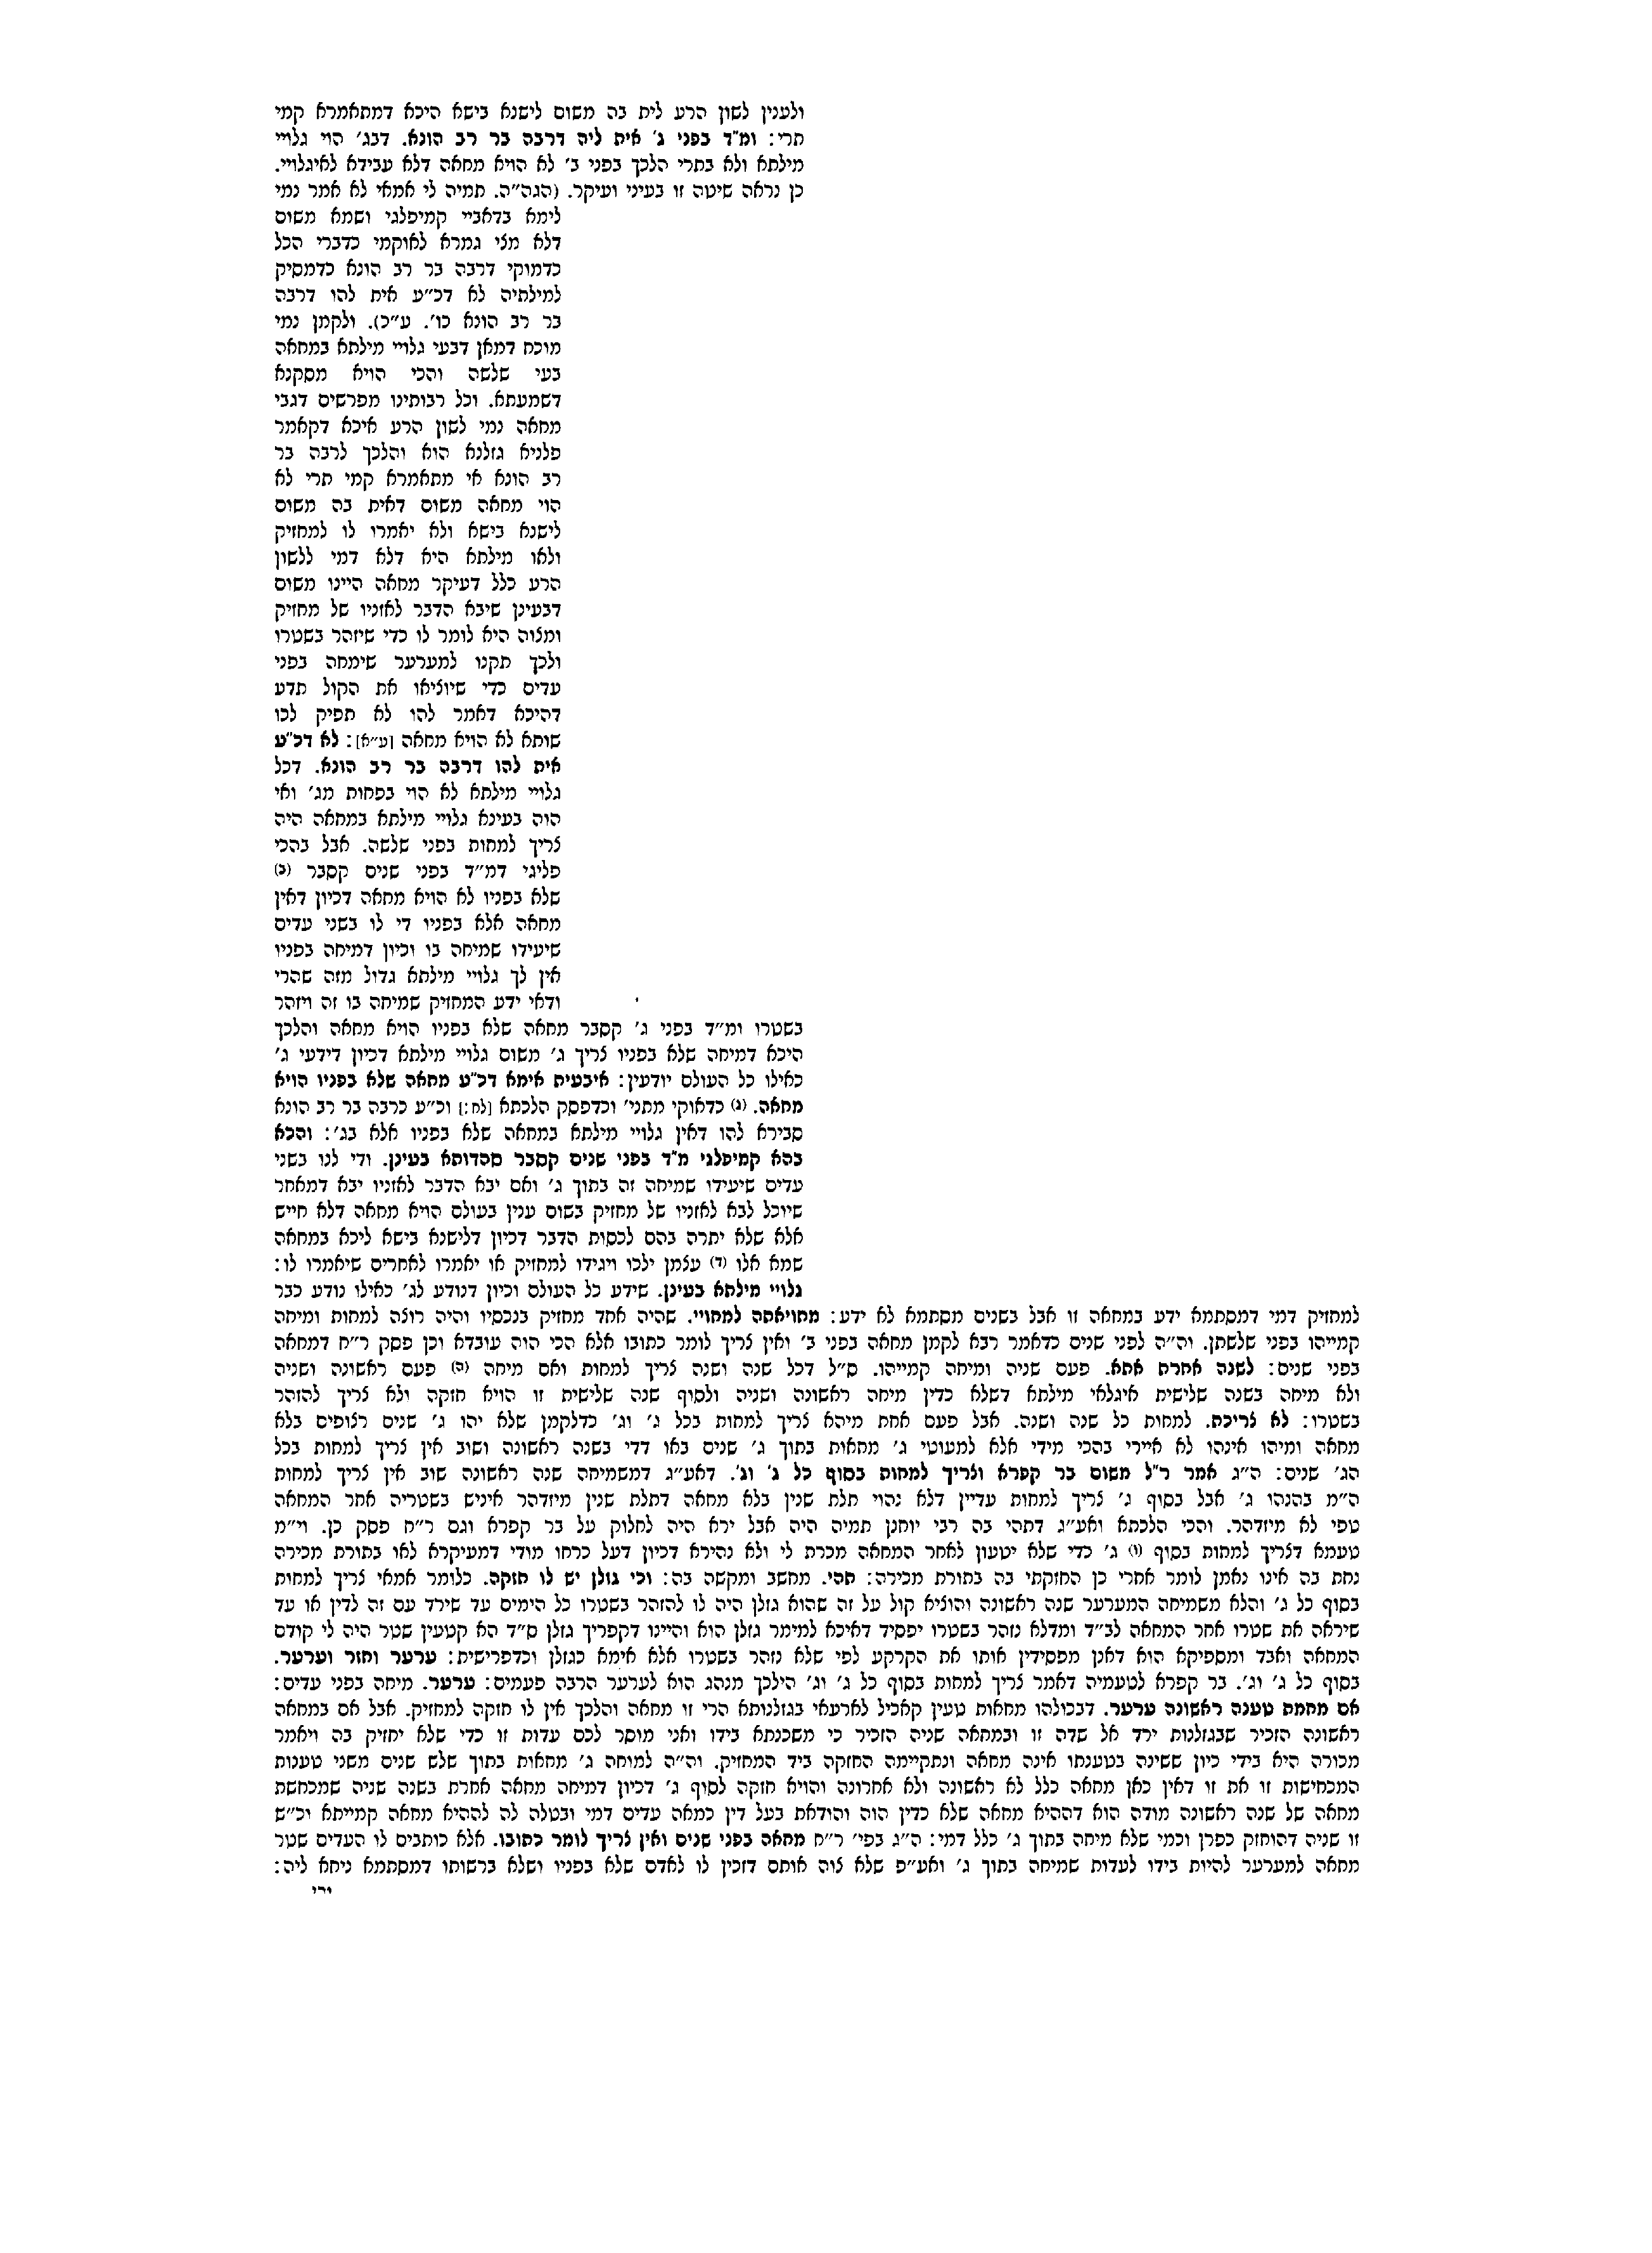 ולענין לשון הרע לית בה משום לישנא בישא היכא דמתאמרא קמי
תרי: ומ"ד בפני ג' אית ליה דרבה בר רב הונא. דבג' הוי גלויי
מילתא ולא בתרי הלכך בפני ב' לא הויא מחאה דלא עבידא לאיגלויי.
כן נראה שיטה זו בעיני ועיקר. (הגה"ה. תמיה לי אמאי לא אמר נמי
לימא בדאביי קמיפלגי ושמא משום
דלא מצי גמרא לאוקמי כדברי הכל
כדמוקי דרבה בר רב הונא כדמסיק
למילתיה לא דכ"ע אית להו דרבה
בר רב הונא כו'. ע"כ). ולקמן נמי
מוכח דמאן דבעי גלויי מילתא במחאה
בעי שלשה והכי הויא מסקנא
דשמעתא. וכל רבותינו מפרשים דגבי
מחאה נמי לשון הרע איכא דקאמר
פלניא גזלנא הוא והלכך לרבה בר
רב הונא אי מתאמרא קמי תרי לא
הוי מחאה משום דאית בה משום
לישנא בישא ולא יאמרו לו למחזיק
ולאו מילתא היא דלא דמי ללשון
הרע כלל דעיקר מחאה היינו משום
דבעינן שיבא הדבר לאזניו של מחזיק
ומצוה היא לומר לו כדי שיזהר בשטרו
ולכך תקנו למערער שימחה בפני
עדים כדי שיוציאו את הקול תדע
דהיכא דאמר להו לא תפיק לכו
שותא לא הויא מחאה [ע"א]: לא דכ"ע
אית להו דרבה בר רב הונא. דכל
גלויי מילתא לא הוי בפחות מג' ואי
הוה בעינא גלויי מילתא במחאה היה
צריך למחות בפני שלשה. אבל בהכי
פליגי דמ"ד בפני שנים קסבר (ב)
שלא בפניו לא הויא מחאה דכיון דאין
מחאה אלא בפניו די לו בשני עדים
שיעידו שמיחה בו וכיון דמיחה בפניו
אין לך גלויי מילתא גדול מזה שהרי
ודאי ידע המחזיק שמיחה בו זה ויזהר
בשטרו ומ"ד בפני ג' קסבר מחאה שלא בפניו הויא מחאה והלכך
היכא דמיחה שלא בפניו צריך ג' משום גלויי מילתא דכיון דידעי ג'
כאילו כל העולם יודעין: איבעית אימא דכ"ע מחאה שלא בפניו הויא
מחאה. (ג) כדאוקי מתני' וכדפסק הלכתא [לח:] וכ"ע כרבה בר רב הונא
סבירא להו דאין גלויי מילתא במחאה שלא בפניו אלא בג': והכא
בהא קמיפלגי מ"ד בפני שנים קסבר סהדותא בעינן. ודי לנו בשני
עדים שיעידו שמיחה זה בתוך ג' ואם יבא הדבר לאזניו יבא דמאחר
שיוכל לבא לאזניו של מחזיק בשום ענין בעולם הויא מחאה דלא חייש
אלא שלא יתרה בהם לכסות הדבר דכיון דלישנא בישא ליכא במחאה
שמא אלו (ד) עצמן ילכו ויגידו למחזיק או יאמרו לאחרים שיאמרו לו:
גלויי מילתא בעינן. שידע כל העולם וכיון דנודע לג' כאילו נודע כבר
למחזיק דמי דמסתמא ידע במחאה זו אבל בשנים מסתמא לא ידע: מחויאתה למחויי. שהיה אחד מחזיק בנכסיו והיה רוצה למחות ומיחה
קמייהו בפני שלשתן. וה"ה לפני שנים כדאמר רבא לקמן מחאה בפני ב' ואין צריך לומר כתובו אלא הכי הוה עובדא וכן פסק ר"ח דמחאה
בפני שנים: לשנה אחרת אתא. פעם שניה ומיחה קמייהו. ס"ל דכל שנה ושנה צריך למחות ואם מיחה (ה) פעם ראשונה ושניה
ולא מיחה בשנה שלישית איגלאי מילתא דשלא כדין מיחה ראשונה ושניה ולסוף שנה שלישית זו הויא חזקה ולא צריך להזהר
בשטרו: לא צריכת. למחות כל שנה ושנה. אבל פעם אחת מיהא צריך למחות בכל ג' וג' כדלקמן שלא יהו ג' שנים רצופים בלא
מחאה ומיהו אינהו לא איירי בהכי מידי אלא למעוטי ג' מחאות בתוך ג' שנים באו דדי בשנה ראשונה ושוב אין צריך למחות בכל
הג' שנים: ה"ג אמר ר"ל משום בר קפרא וצריך למחות בסוף כל ג' וג'. דאע"ג דמשמיחה שנה ראשונה שוב אין צריך למחות
ה"מ בהנהו ג' אבל בסוף ג' צריך למחות עדיין דלא נהוי תלת שנין בלא מחאה דתלת שנין מיזדהר איניש בשטריה אחר המחאה
טפי לא מיזדהר. והכי הלכתא ואע"ג דתהי בה רבי יוחנן תמיה היה אבל ירא היה לחלוק על בר קפרא וגם ר"ח פסק כן. וי"מ
טעמא דצריך למחות בסוף (ו) ג' כדי שלא יטעון לאחר המחאה מכרת לי ולא נהירא דכיון דעל כרחו מודי דמעיקרא לאו בתורת מכירה
נחת בה אינו נאמן לומר אחרי כן החזקתי בה בתורת מכירה: תהי. מחשב ומקשה בה: וכי גזלן יש לו חזקה. כלומר אמאי צריך למחות
בסוף כל ג' והלא משמיחה המערער שנה ראשונה והוציא קול על זה שהוא גזלן היה לו להזהר בשטרו כל הימים עד שירד עם זה לדין או עד
שיראה את שטרו אחר המחאה לב"ד ומדלא נזהר בשטרו יפסיד דאיכא למימר גזלן הוא והיינו דקפריך גזלן ס"ד הא קטעין שטר היה לי קודם
המחאה ואבד ומספיקא הוא דאנן מפסידין אותו את הקרקע לפי שלא נזהר בשטרו אלא אימא כגזלן וכדפרישית: ערער וחזר וערער.
בסוף כל ג' וג'. בר קפרא לטעמיה דאמר צריך למחות בסוף כל ג' וג' הילכך מנהג הוא לערער הרבה פעמים: ערער. מיחה בפני עדים:
אם מחמת טענה ראשונה ערער. דבכולהו מחאות טעין קאכיל לארעאי בגזלנותא הרי זו מחאה והלכך אין לו חזקה למחזיק. אבל אם במחאה
ראשונה הזכיר שבגזלנות ירד אל שדה זו ובמחאה שניה הזכיר כי משכנתא בידו ואני מוסר לכם עדות זו כדי שלא יחזיק בה ויאמר
מכורה היא בידי כיון ששינה בטענתו אינה מחאה ונתקיימה החזקה ביד המחזיק. וה"ה למוחה ג' מחאות בתוך שלש שנים משני טענות
המכחישות זו את זו דאין כאן מחאה כלל לא ראשונה ולא אחרונה והויא חזקה לסוף ג' דכיון דמיחה מחאה אחרת בשנה שניה שמכחשת
מחאה של שנה ראשונה מודה הוא דההיא מחאה שלא כדין הוה והודאת בעל דין כמאה עדים דמי ובטלה לה לההיא מחאה קמייתא וכ"ש
זו שניה דהוחזק כפרן וכמי שלא מיחה בתוך ג' כלל דמי: ה"ג בפי' ר"ח מחאה בפני שנים ואין צריך לומר כתובו. אלא כותבים לו העדים שטר
מחאה למערער להיות בידו לעדות שמיחה בתוך ג' ואע"פ שלא צוה אותם דזכין לו לאדם שלא בפניו ושלא ברשותו דמסתמא ניחא ליה: